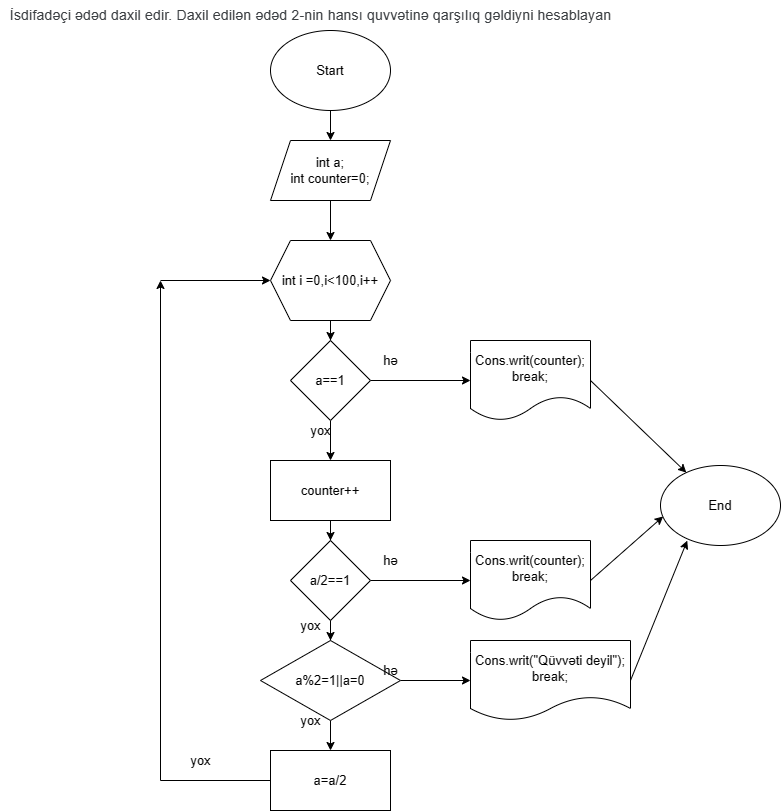 İsdifadəçi ədəd daxil edir. Daxil edilən ədəd 2-nin hansı quvvətinə qarşılıq gəldiyni hesablayan
Start
int a;
int counter=0;
int i =0,i<100,i++
a==1
hə
Cons.writ(counter);
break;
yox
counter++
End
a/2==1
hə
Cons.writ(counter);
break;
yox
a%2=1||a=0
hə
Cons.writ("Qüvvəti deyil");
break;
yox
a=a/2
yox